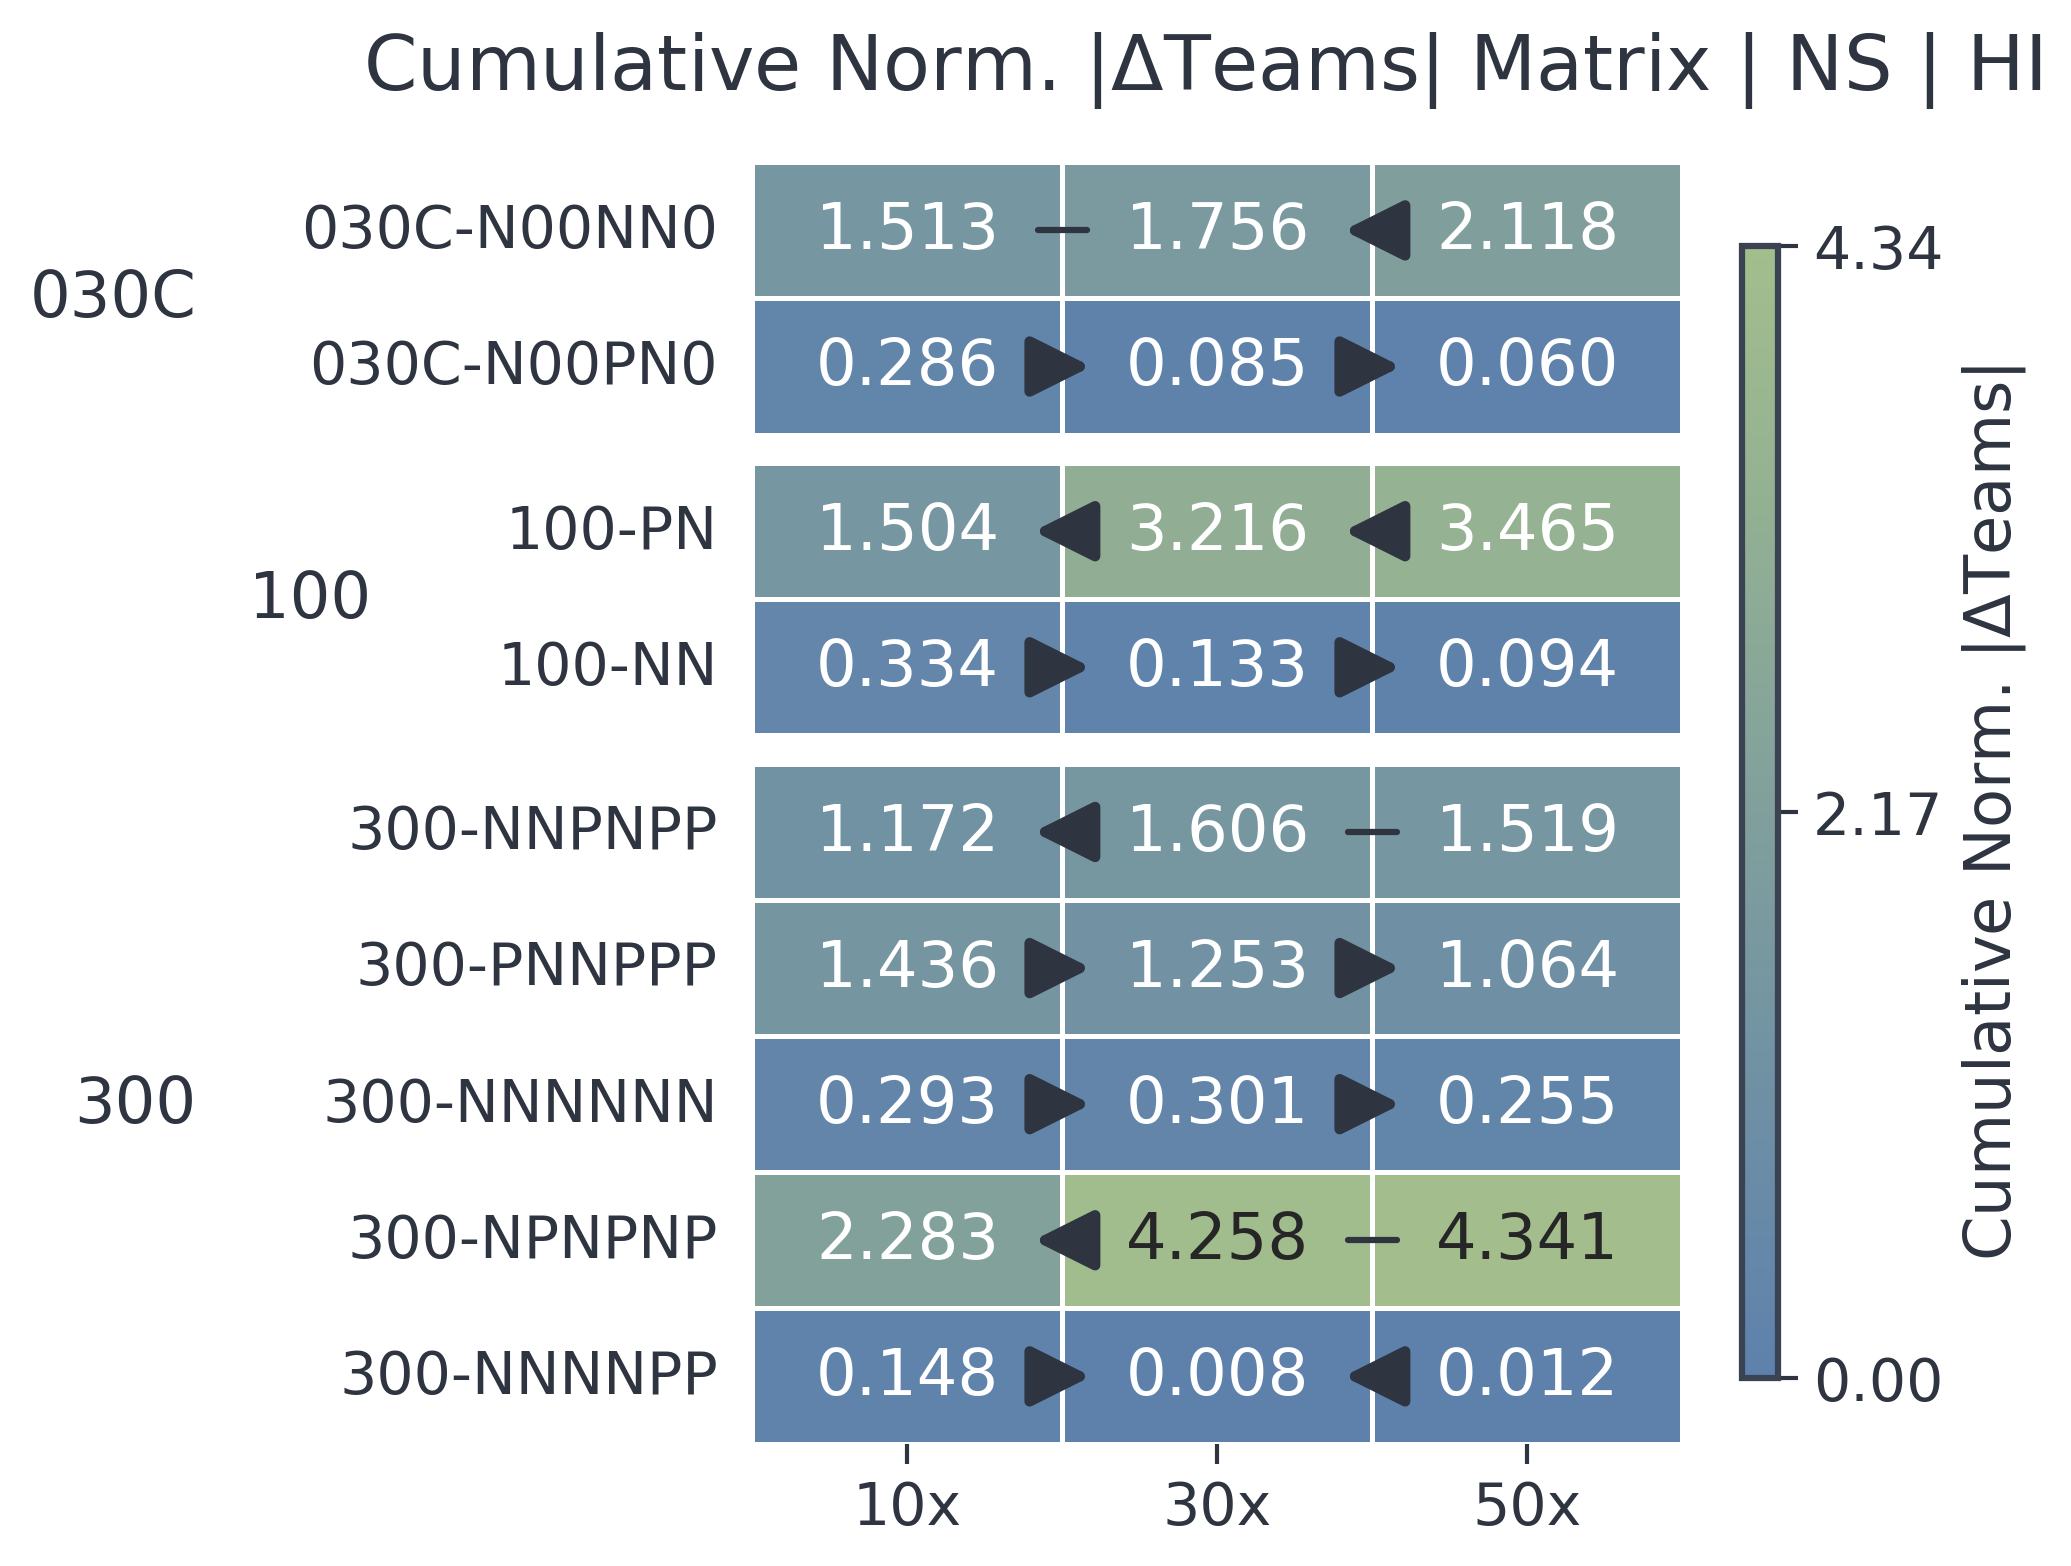 Cumulative Norm. |ΔTeams| Matrix | NS | HI
030C
030C-N00NN0 1.513 1.756 2.118
030C-N00PN0 0.286 0.085 0.060
100
100-PN 1.504 3.216 3.465
100-NN 0.334 0.133 0.094
300
300-NNPNPP 1.172 1.606 1.519
300-PNNPPP 1.436 1.253 1.064
300-NNNNNN 0.293 0.301 0.255
300-NPNPNP 2.283 4.258 4.341
300-NNNNPP 0.148 0.008 0.012
10x 30x 50x
4.34
2.17
0.00
Cumulative Norm. |ΔTeams|